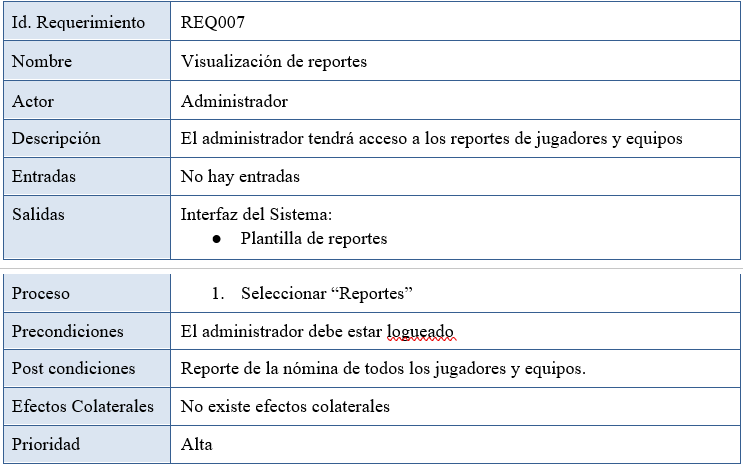 Id. Requerimiento REQ007
Nombre Visualización de reportes
Actor Administrador
Descripción El administrador tendrá acceso a los reportes de jugadores y equipos
Entradas No hay entradas
Salidas Interfaz del Sistema:
● Plantilla de reportes
Proceso 1. Seleccionar “Reportes”
Precondiciones El administrador debe estar logueado
Post condiciones Reporte de la nómina de todos los jugadores y equipos.
Efectos Colaterales No existe efectos colaterales
Prioridad Alta